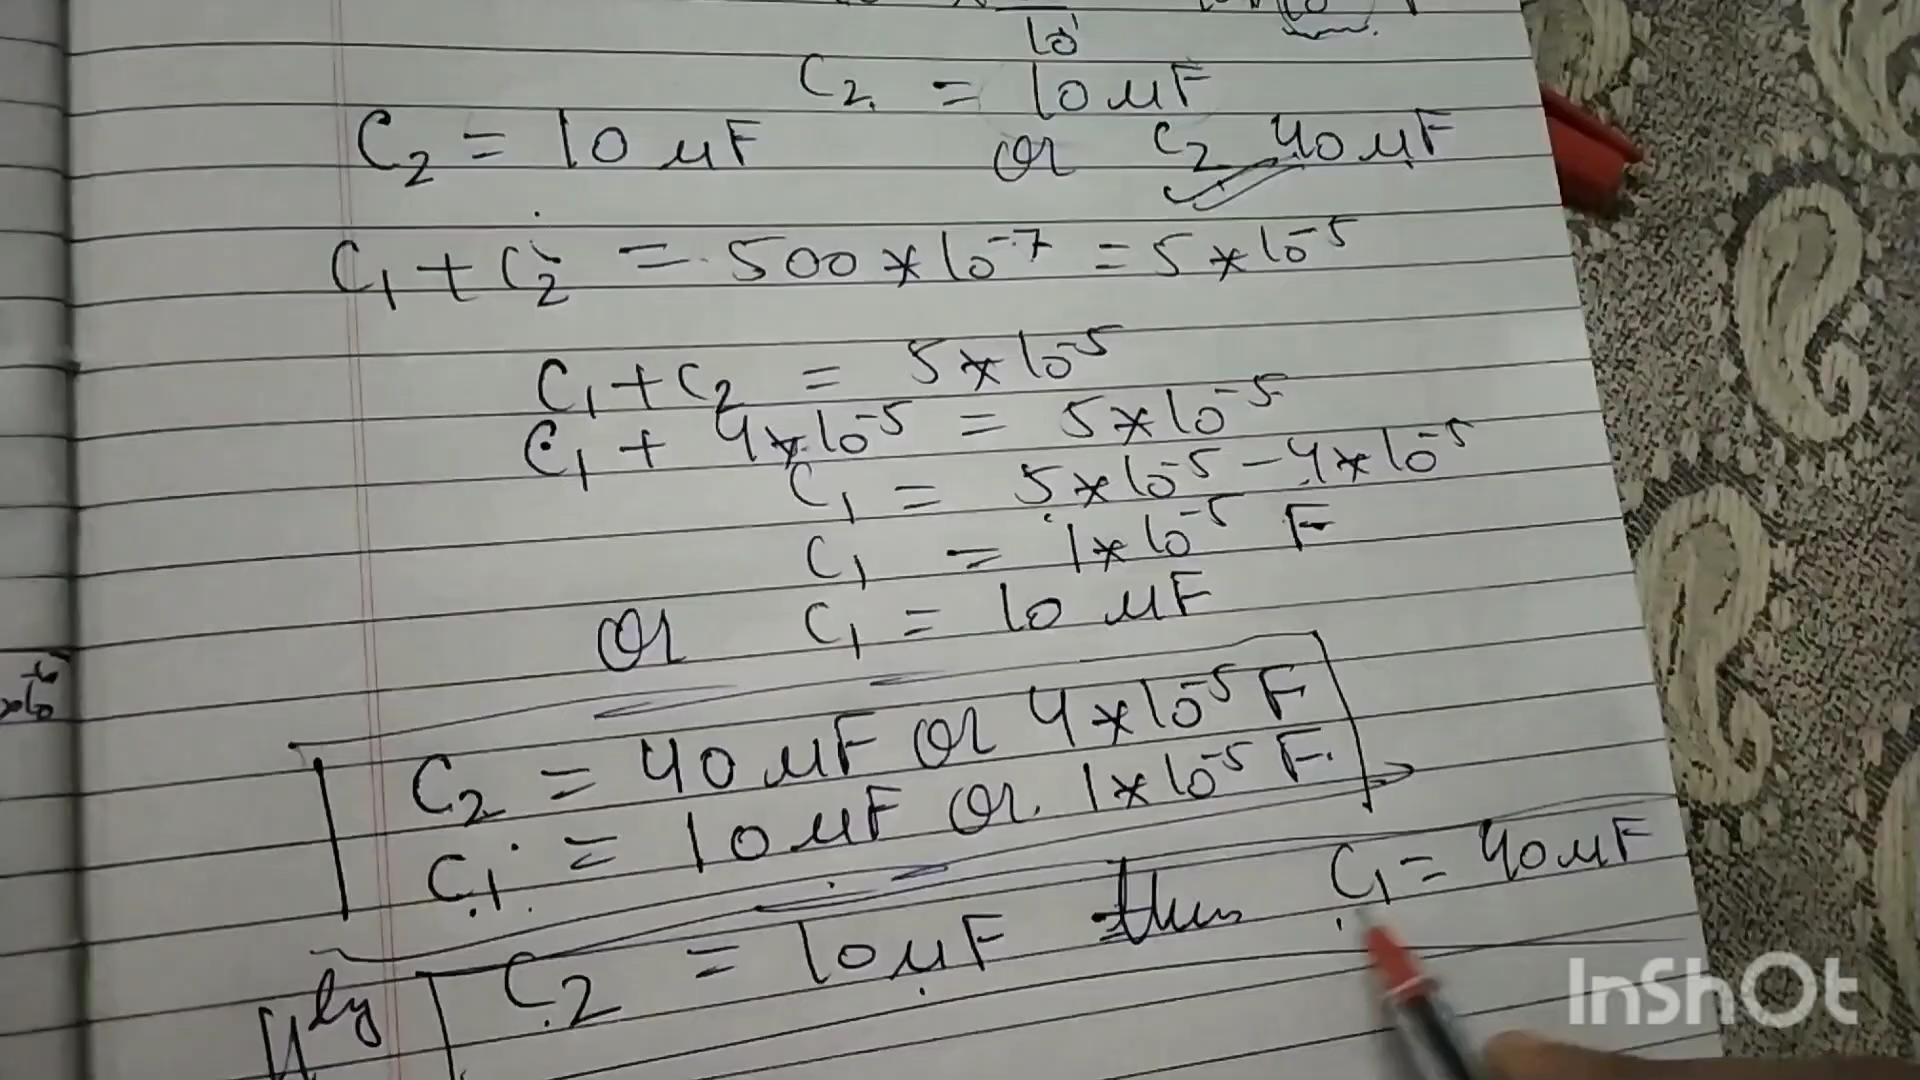 10
C₂ = 10 μF
C₂ = 10 μF or C₂ 40 μF
C₁ + C₂ = 500 * 10⁻⁷ = 5 * 10⁻⁵
C₁ + C₂ = 5 * 10⁻⁵
C₁ + 4 * 10⁻⁵ = 5 * 10⁻⁵
C₁ = 5 * 10⁻⁵ - 4 * 10⁻⁵
C₁ = 1 * 10⁻⁵ F
or C₁ = 10 μF
C₂ = 40 μF or 4 * 10⁻⁵ F
C₁ = 10 μF or 1 * 10⁻⁵ F
lly C₂ = 10 μF then C₁ = 40 μF
InShOt